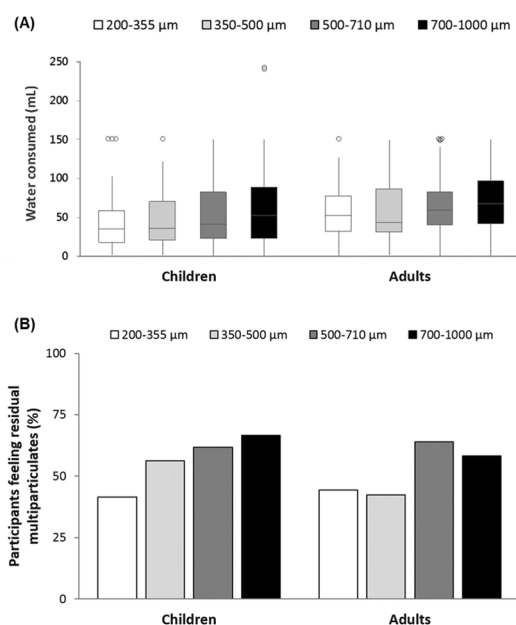 (A)
200-355 µm 350-500 µm 500-710 µm 700-1000 µm
Water consumed (mL)
250
200
150
100
50
0
Children Adults
(B)
200-355 µm 350-500 µm 500-710 µm 700-1000 µm
Participants feeling residual
multiparticulates (%)
100
75
50
25
0
Children Adults